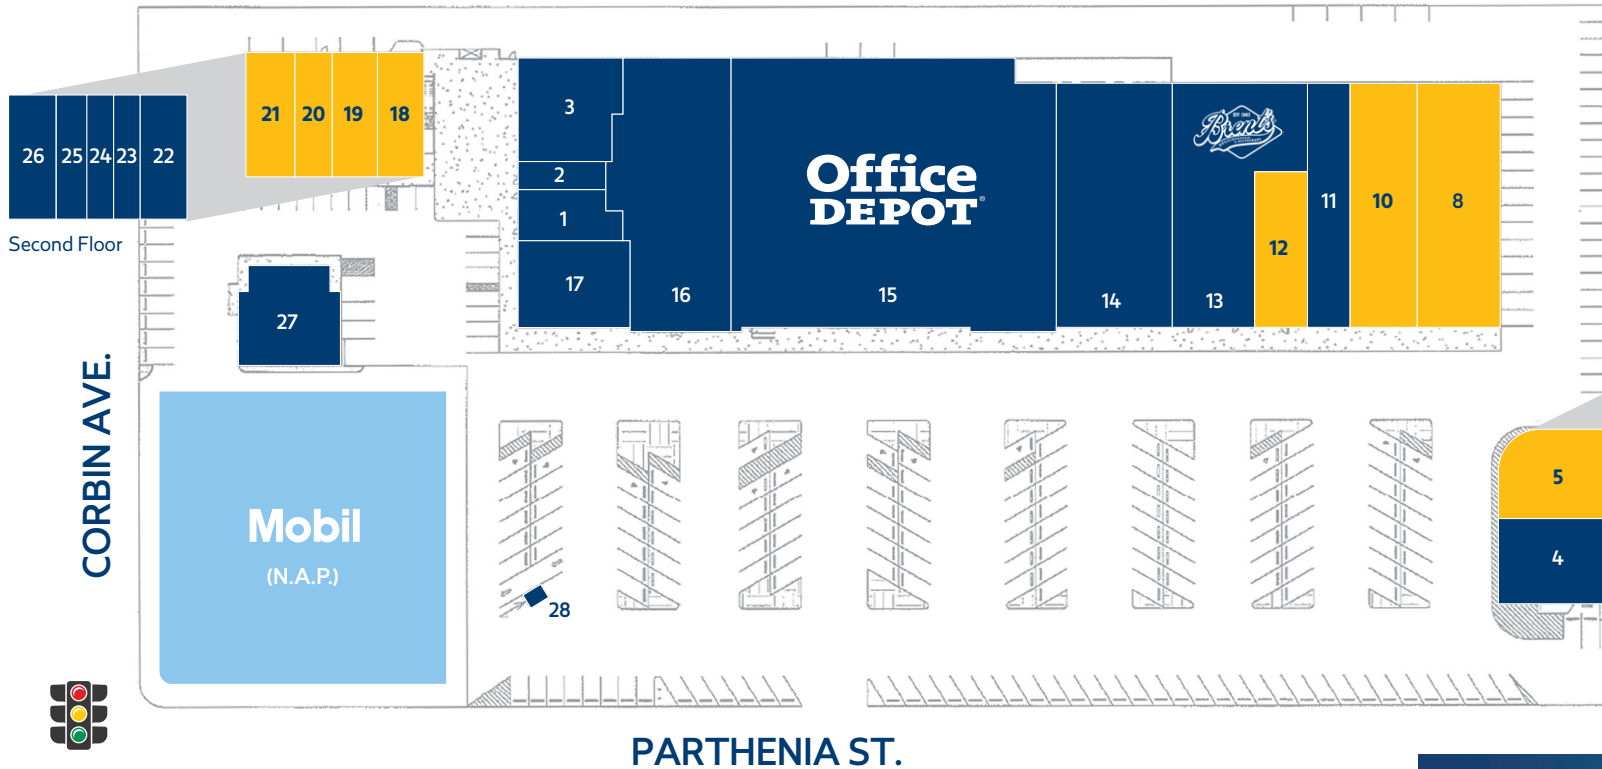 21 20 19 18
26 25 24 23 22
Second Floor
3
2
1
17
16
Office
DEPOT®
15
14
Brent's
13
12
11
10
8
27
CORBIN AVE.
Mobil
(N.A.P.)
28
5
4
PARTHENIA ST.